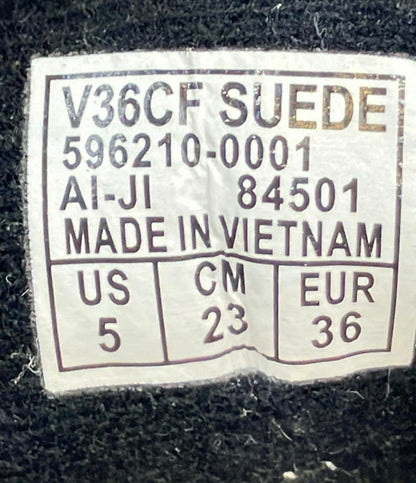 V36CF SUEDE
596210-0001
AI-JI 84501
MADE IN VIETNAM
US CM EUR
5 23 36